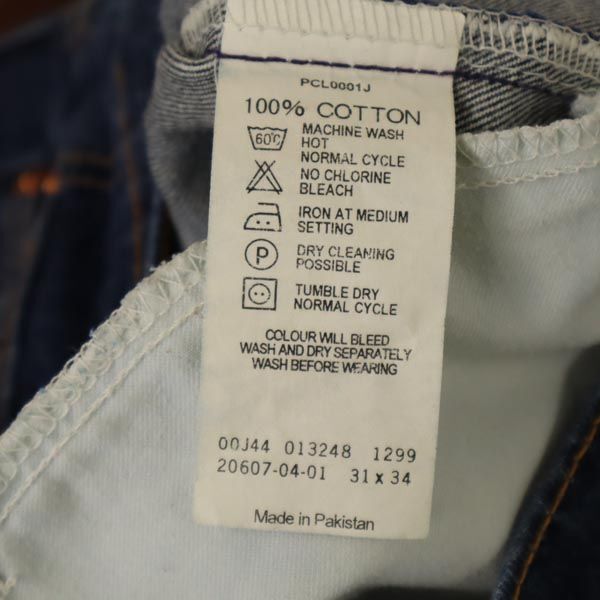 PCL0001J
100% COTTON
60°C MACHINE WASH
HOT
NORMAL CYCLE
NO CHLORINE
BLEACH
IRON AT MEDIUM
SETTING
P DRY CLEANING
POSSIBLE
TUMBLE DRY
NORMAL CYCLE
COLOUR WILL BLEED
WASH AND DRY SEPARATELY
WASH BEFORE WEARING
00J44 013248 1299
20607-04-01 31 x 34
Made in Pakistan